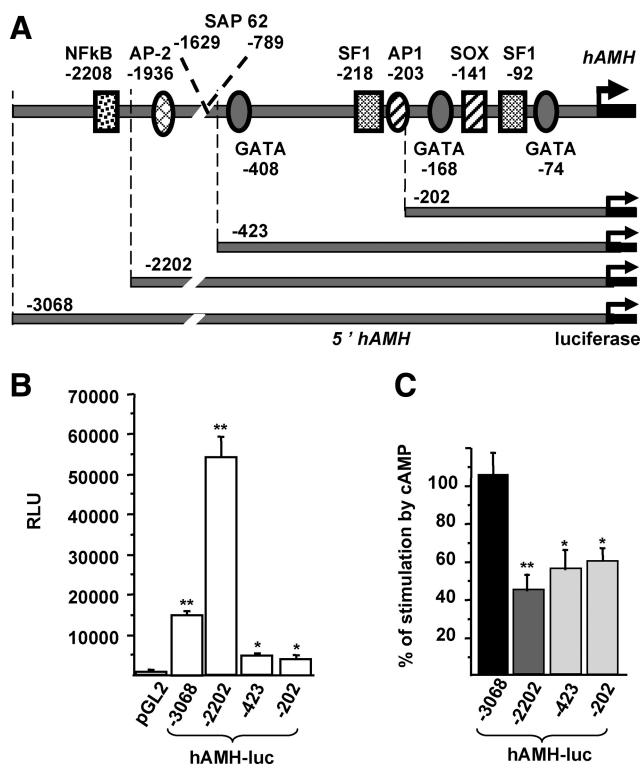 A
SAP 62
-1629 -789
NFkB AP-2 SF1 AP1 SOX SF1 hAMH
-2208 -1936 -218 -203 -141 -92
GATA GATA GATA
-408 -168 -74
-202
-423
-2202
-3068
5 ' hAMH luciferase
B
RLU
70000
60000
50000
40000
30000
20000
10000
** ** * *
pGL2 -3068 -2202 -423 -202
hAMH-luc
C
% of stimulation by cAMP
100
80
60
40
20
** * *
-3068 -2202 -423 -202
hAMH-luc